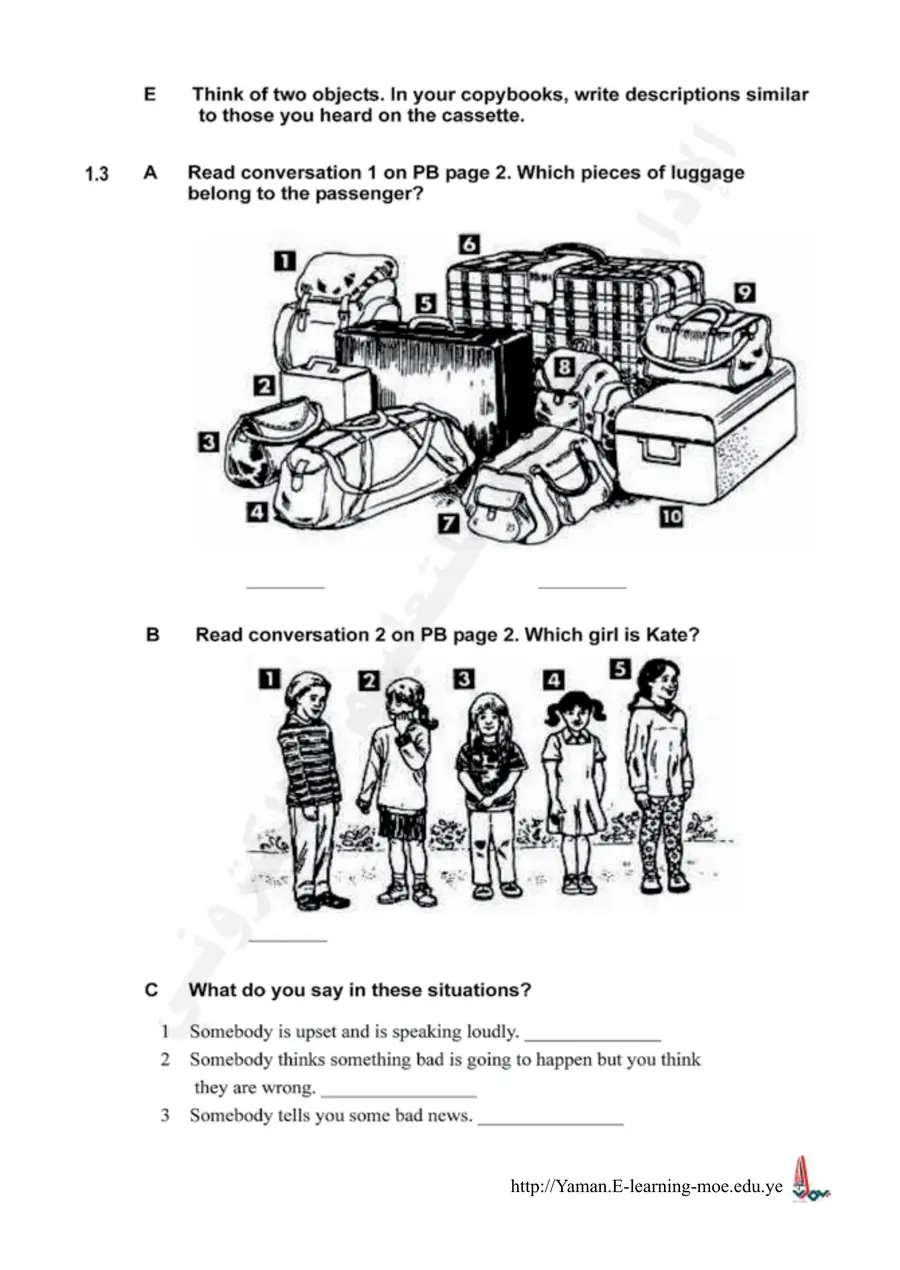 E Think of two objects. In your copybooks, write descriptions similar
to those you heard on the cassette.
1.3 A Read conversation 1 on PB page 2. Which pieces of luggage
belong to the passenger?
1
6
5
9
2
8
3
4
7
10
B Read conversation 2 on PB page 2. Which girl is Kate?
1 2 3 4 5
C What do you say in these situations?
1 Somebody is upset and is speaking loudly. ______________
2 Somebody thinks something bad is going to happen but you think
they are wrong. ________________
3 Somebody tells you some bad news. _______________
http://Yaman.E-learning-moe.edu.ye